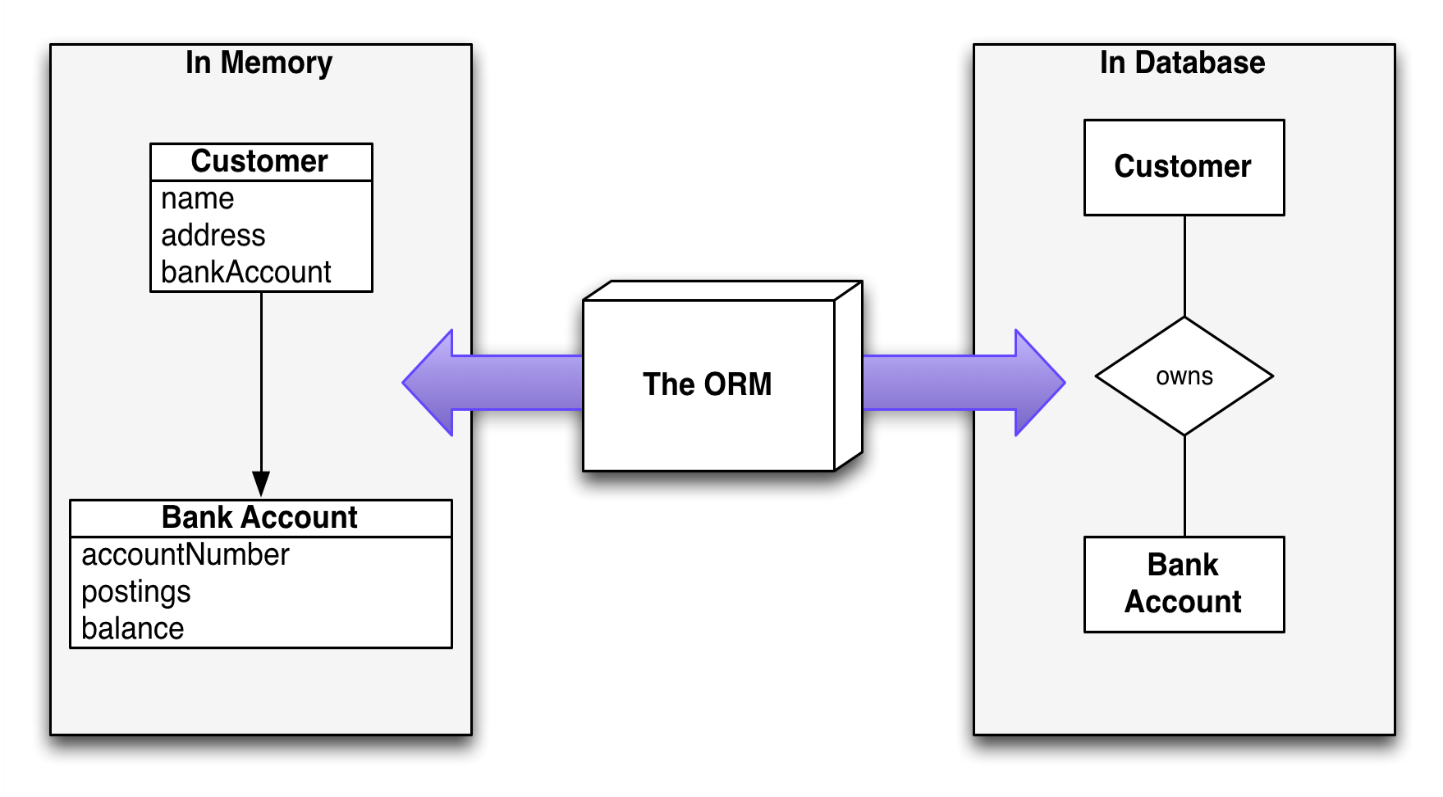 In Memory
Customer
name
address
bankAccount
Bank Account
accountNumber
postings
balance
The ORM
In Database
Customer
owns
Bank
Account